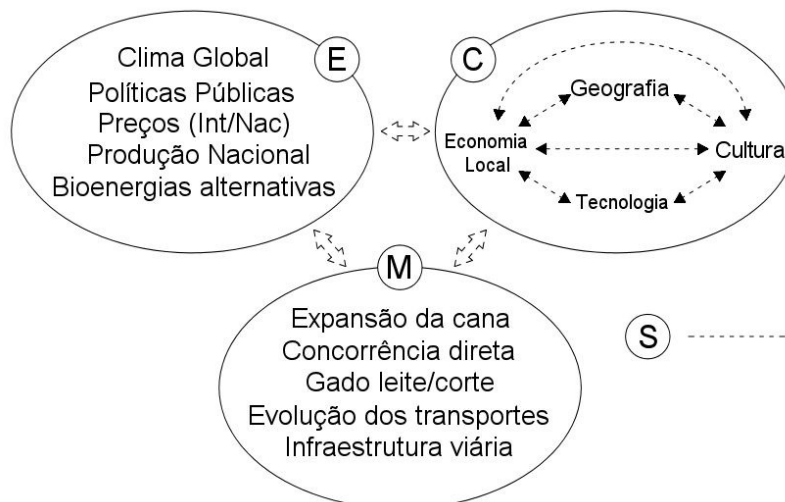 E
Clima Global
Políticas Públicas
Preços (Int/Nac)
Produção Nacional
Bioenergias alternativas
C
Geografia
Economia
Local
Cultura
Tecnologia
M
Expansão da cana
Concorrência direta
Gado leite/corte
Evolução dos transportes
Infraestrutura viária
S